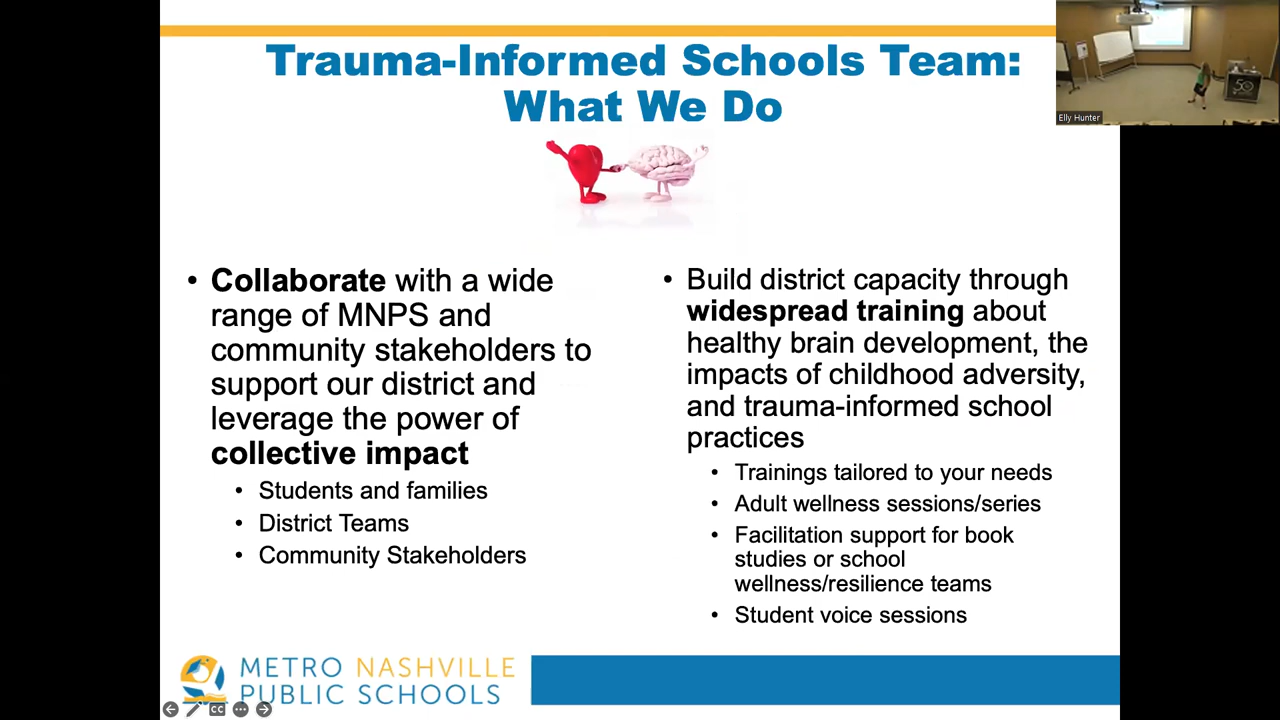 Trauma-Informed Schools Team:
What We Do
• Collaborate with a wide
range of MNPS and
community stakeholders to
support our district and
leverage the power of
collective impact
• Students and families
• District Teams
• Community Stakeholders
• Build district capacity through
widespread training about
healthy brain development, the
impacts of childhood adversity,
and trauma-informed school
practices
• Trainings tailored to your needs
• Adult wellness sessions/series
• Facilitation support for book
studies or school
wellness/resilience teams
• Student voice sessions
METRO NASHVILLE
PUBLIC SCHOOLS
CC
Elly Hunter
50